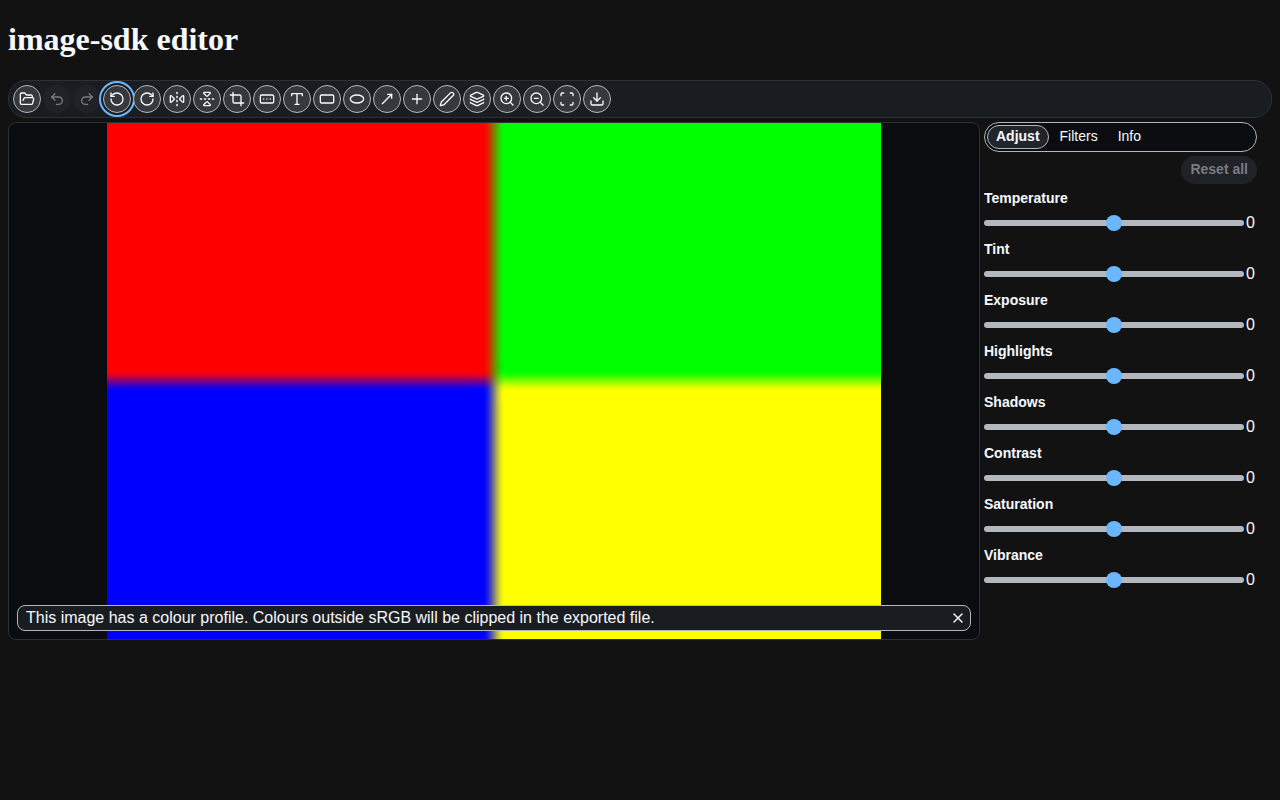 image-sdk editor
Adjust Filters Info
Reset all
Temperature
0
Tint
0
Exposure
0
Highlights
0
Shadows
0
Contrast
0
Saturation
0
Vibrance
0
This image has a colour profile. Colours outside sRGB will be clipped in the exported file.